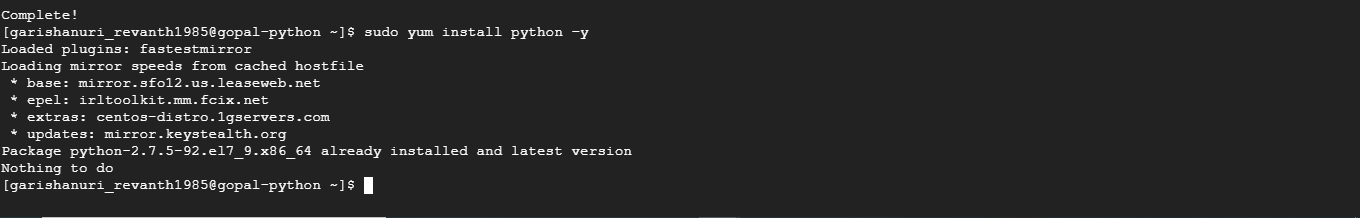 Complete!
[garishanuri_revanth1985@gopal-python ~]$ sudo yum install python -y
Loaded plugins: fastestmirror
Loading mirror speeds from cached hostfile
 * base: mirror.sfo12.us.leaseweb.net
 * epel: irltoolkit.mm.fcix.net
 * extras: centos-distro.1gservers.com
 * updates: mirror.keystealth.org
Package python-2.7.5-92.el7_9.x86_64 already installed and latest version
Nothing to do
[garishanuri_revanth1985@gopal-python ~]$